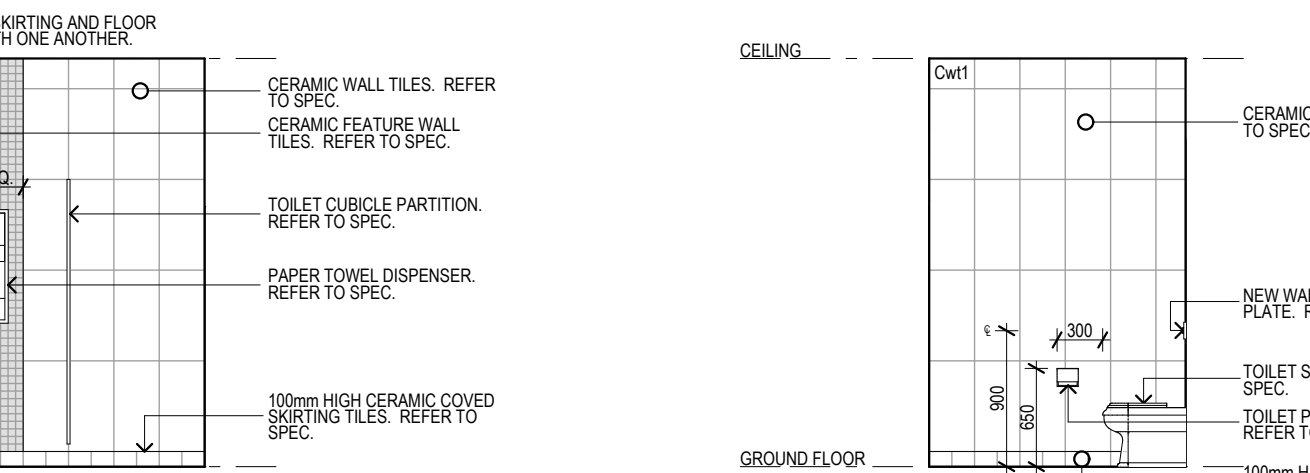 SKIRTING AND FLOOR
ONE ANOTHER.
CERAMIC WALL TILES. REFER
TO SPEC.
CERAMIC FEATURE WALL
TILES. REFER TO SPEC.
TOILET CUBICLE PARTITION.
REFER TO SPEC.
PAPER TOWEL DISPENSER.
REFER TO SPEC.
100mm HIGH CERAMIC COVED
SKIRTING TILES. REFER TO
SPEC.
CEILING
Cwt1
CERAMIC
TO SPEC
NEW
PLATE.
300
900
650
TOILET
SPEC.
TOILET
REFER
GROUND FLOOR
100mm